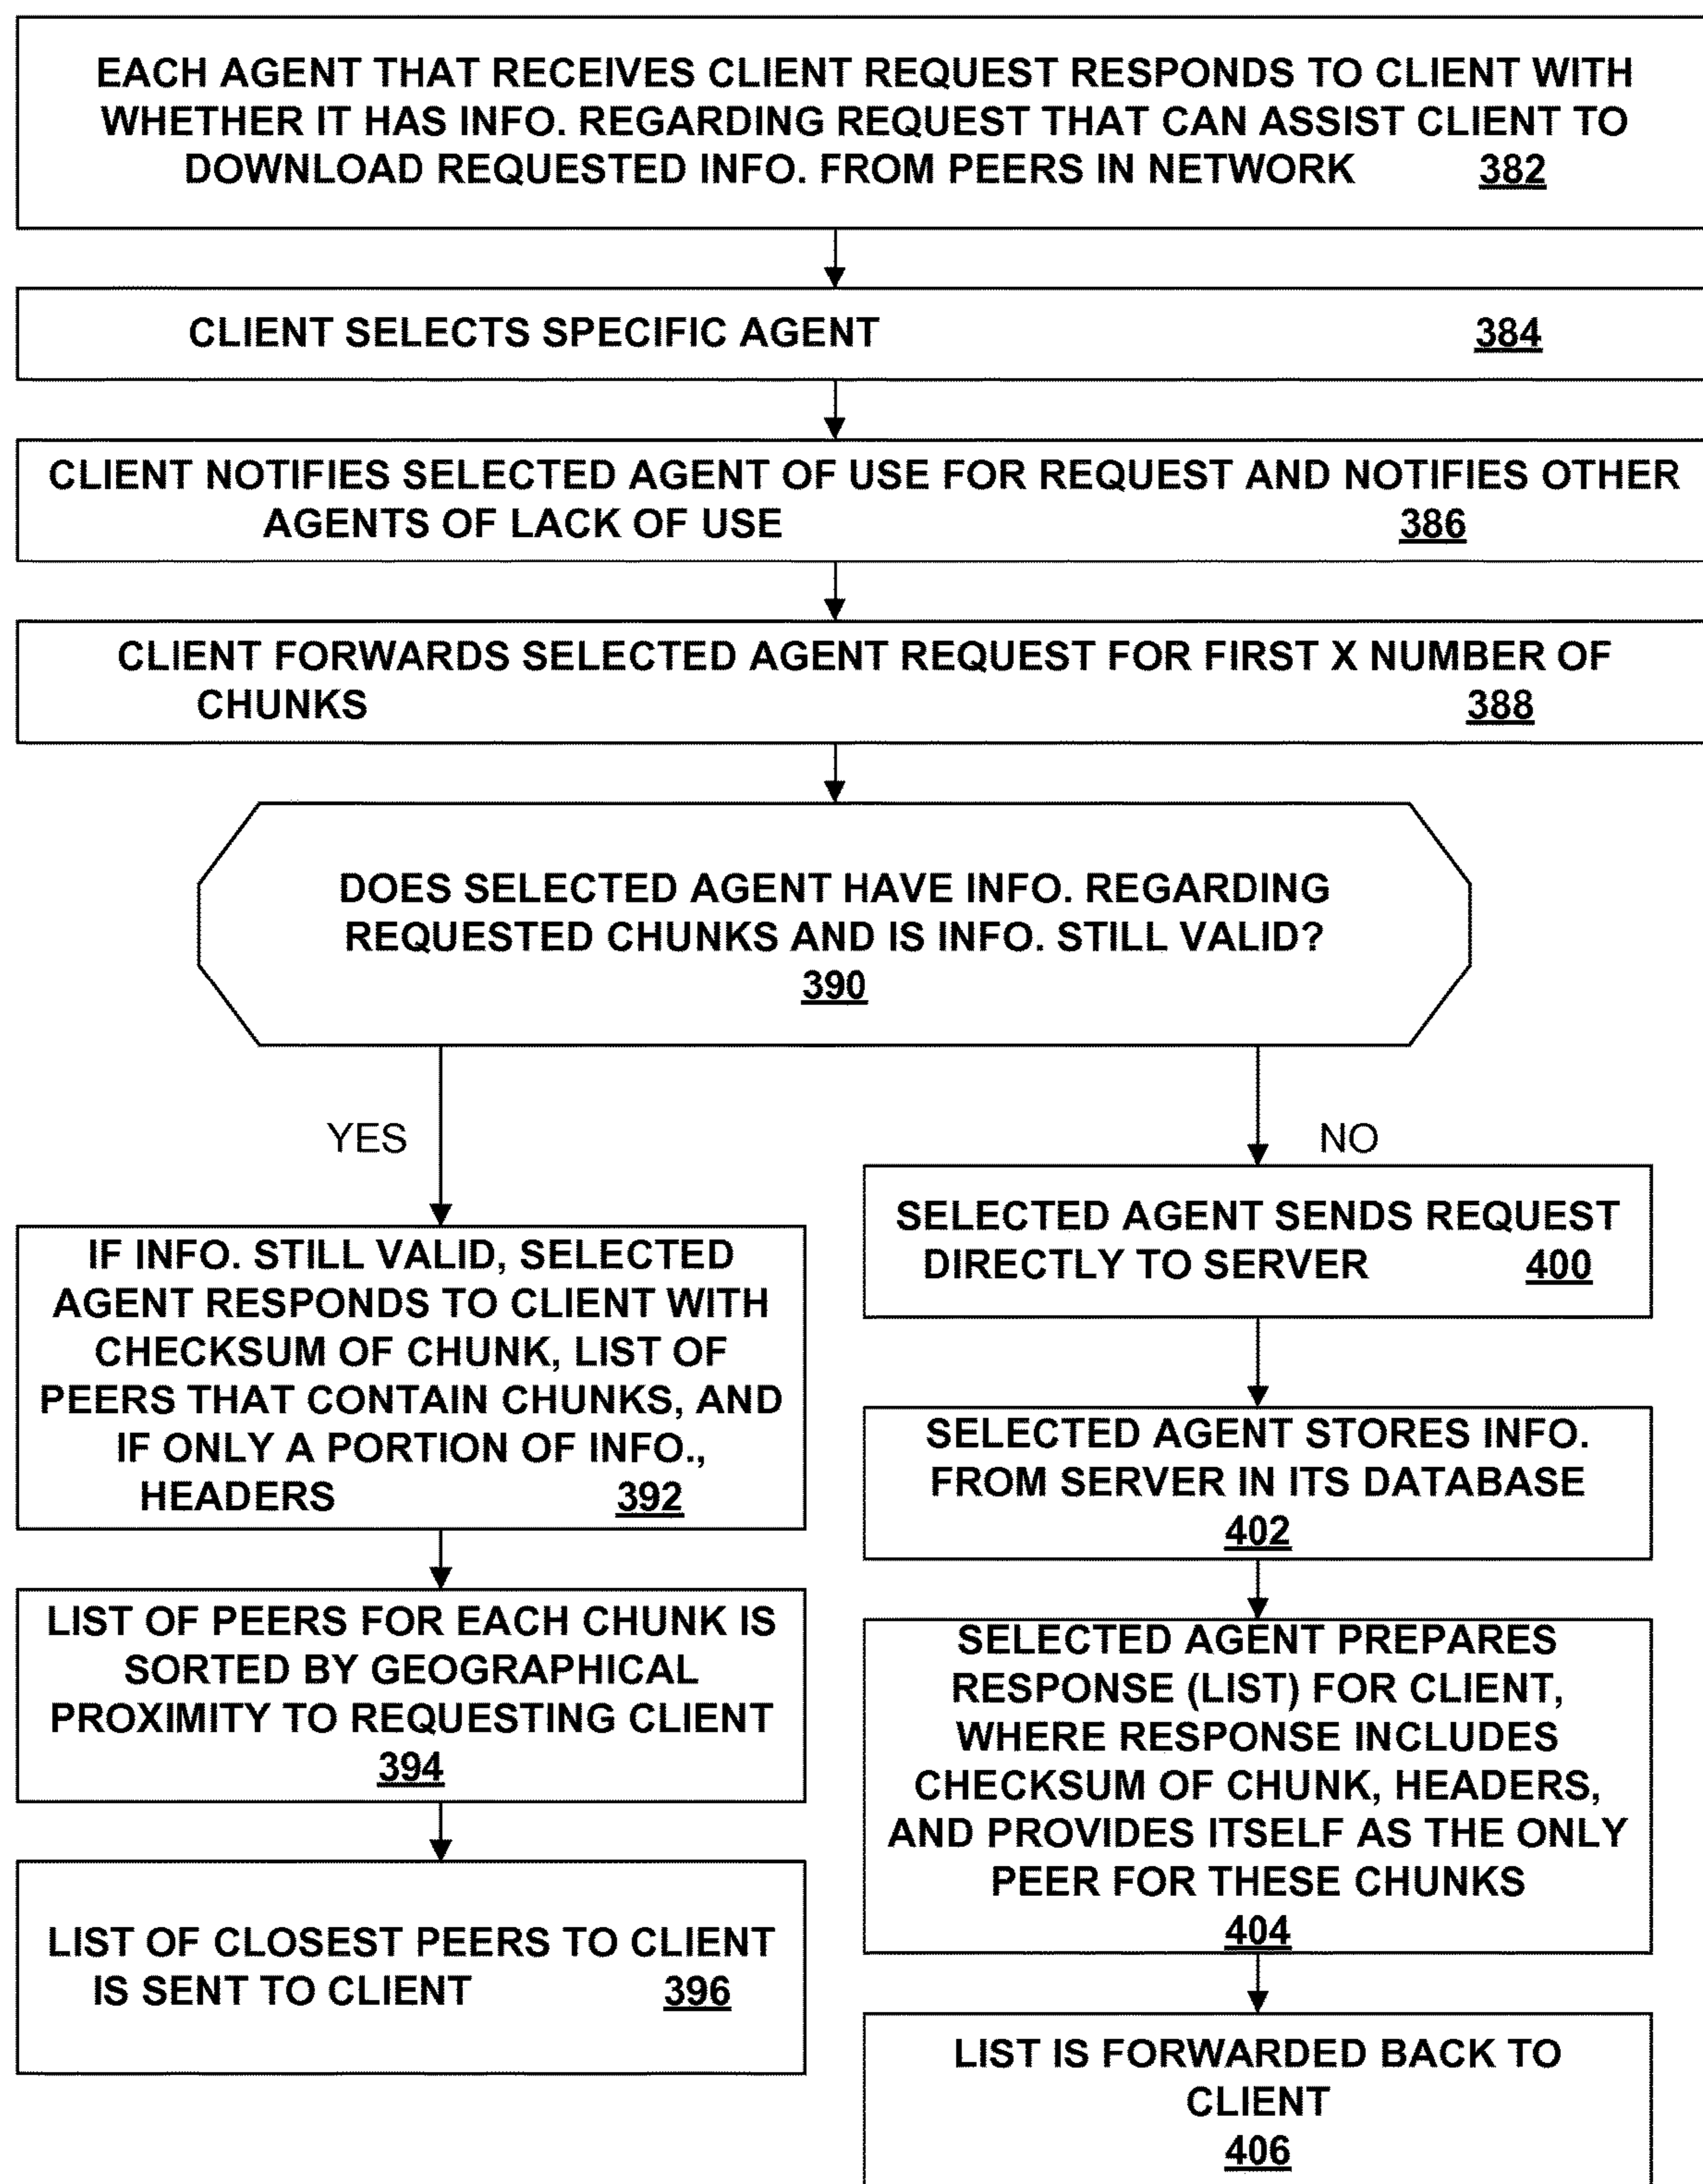 EACH AGENT THAT RECEIVES CLIENT REQUEST RESPONDS TO CLIENT WITH
WHETHER IT HAS INFO. REGARDING REQUEST THAT CAN ASSIST CLIENT TO
DOWNLOAD REQUESTED INFO. FROM PEERS IN NETWORK 382
CLIENT SELECTS SPECIFIC AGENT 384
CLIENT NOTIFIES SELECTED AGENT OF USE FOR REQUEST AND NOTIFIES OTHER
AGENTS OF LACK OF USE 386
CLIENT FORWARDS SELECTED AGENT REQUEST FOR FIRST X NUMBER OF
CHUNKS 388
DOES SELECTED AGENT HAVE INFO. REGARDING
REQUESTED CHUNKS AND IS INFO. STILL VALID?
390
YES
IF INFO. STILL VALID, SELECTED
AGENT RESPONDS TO CLIENT WITH
CHECKSUM OF CHUNK, LIST OF
PEERS THAT CONTAIN CHUNKS, AND
IF ONLY A PORTION OF INFO.,
HEADERS 392
LIST OF PEERS FOR EACH CHUNK IS
SORTED BY GEOGRAPHICAL
PROXIMITY TO REQUESTING CLIENT
394
LIST OF CLOSEST PEERS TO CLIENT
IS SENT TO CLIENT 396
NO
SELECTED AGENT SENDS REQUEST
DIRECTLY TO SERVER 400
SELECTED AGENT STORES INFO.
FROM SERVER IN ITS DATABASE
402
SELECTED AGENT PREPARES
RESPONSE (LIST) FOR CLIENT,
WHERE RESPONSE INCLUDES
CHECKSUM OF CHUNK, HEADERS,
AND PROVIDES ITSELF AS THE ONLY
PEER FOR THESE CHUNKS
404
LIST IS FORWARDED BACK TO
CLIENT
406